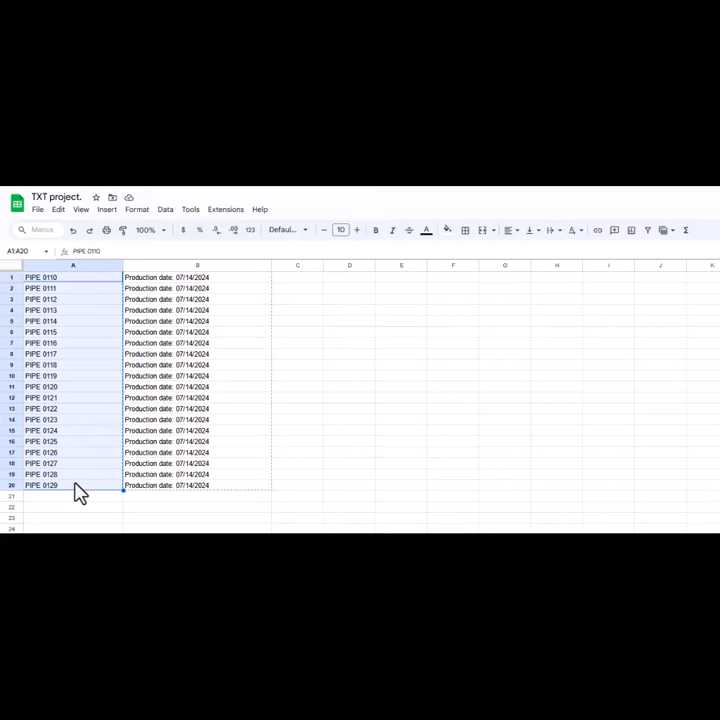 TXT project.
File Edit View Insert Format Data Tools Extensions Help
Menus 100% $ % .0 .00 123 Defaul... − 10 + B I S A Σ
A1:A20 fx PIPE 0110
A B C D E F G H I J K
1 PIPE 0110 Production date: 07/14/2024
2 PIPE 0111 Production date: 07/14/2024
3 PIPE 0112 Production date: 07/14/2024
4 PIPE 0113 Production date: 07/14/2024
5 PIPE 0114 Production date: 07/14/2024
6 PIPE 0115 Production date: 07/14/2024
7 PIPE 0116 Production date: 07/14/2024
8 PIPE 0117 Production date: 07/14/2024
9 PIPE 0118 Production date: 07/14/2024
10 PIPE 0119 Production date: 07/14/2024
11 PIPE 0120 Production date: 07/14/2024
12 PIPE 0121 Production date: 07/14/2024
13 PIPE 0122 Production date: 07/14/2024
14 PIPE 0123 Production date: 07/14/2024
15 PIPE 0124 Production date: 07/14/2024
16 PIPE 0125 Production date: 07/14/2024
17 PIPE 0126 Production date: 07/14/2024
18 PIPE 0127 Production date: 07/14/2024
19 PIPE 0128 Production date: 07/14/2024
20 PIPE 0129 Production date: 07/14/2024
21
22
23
24